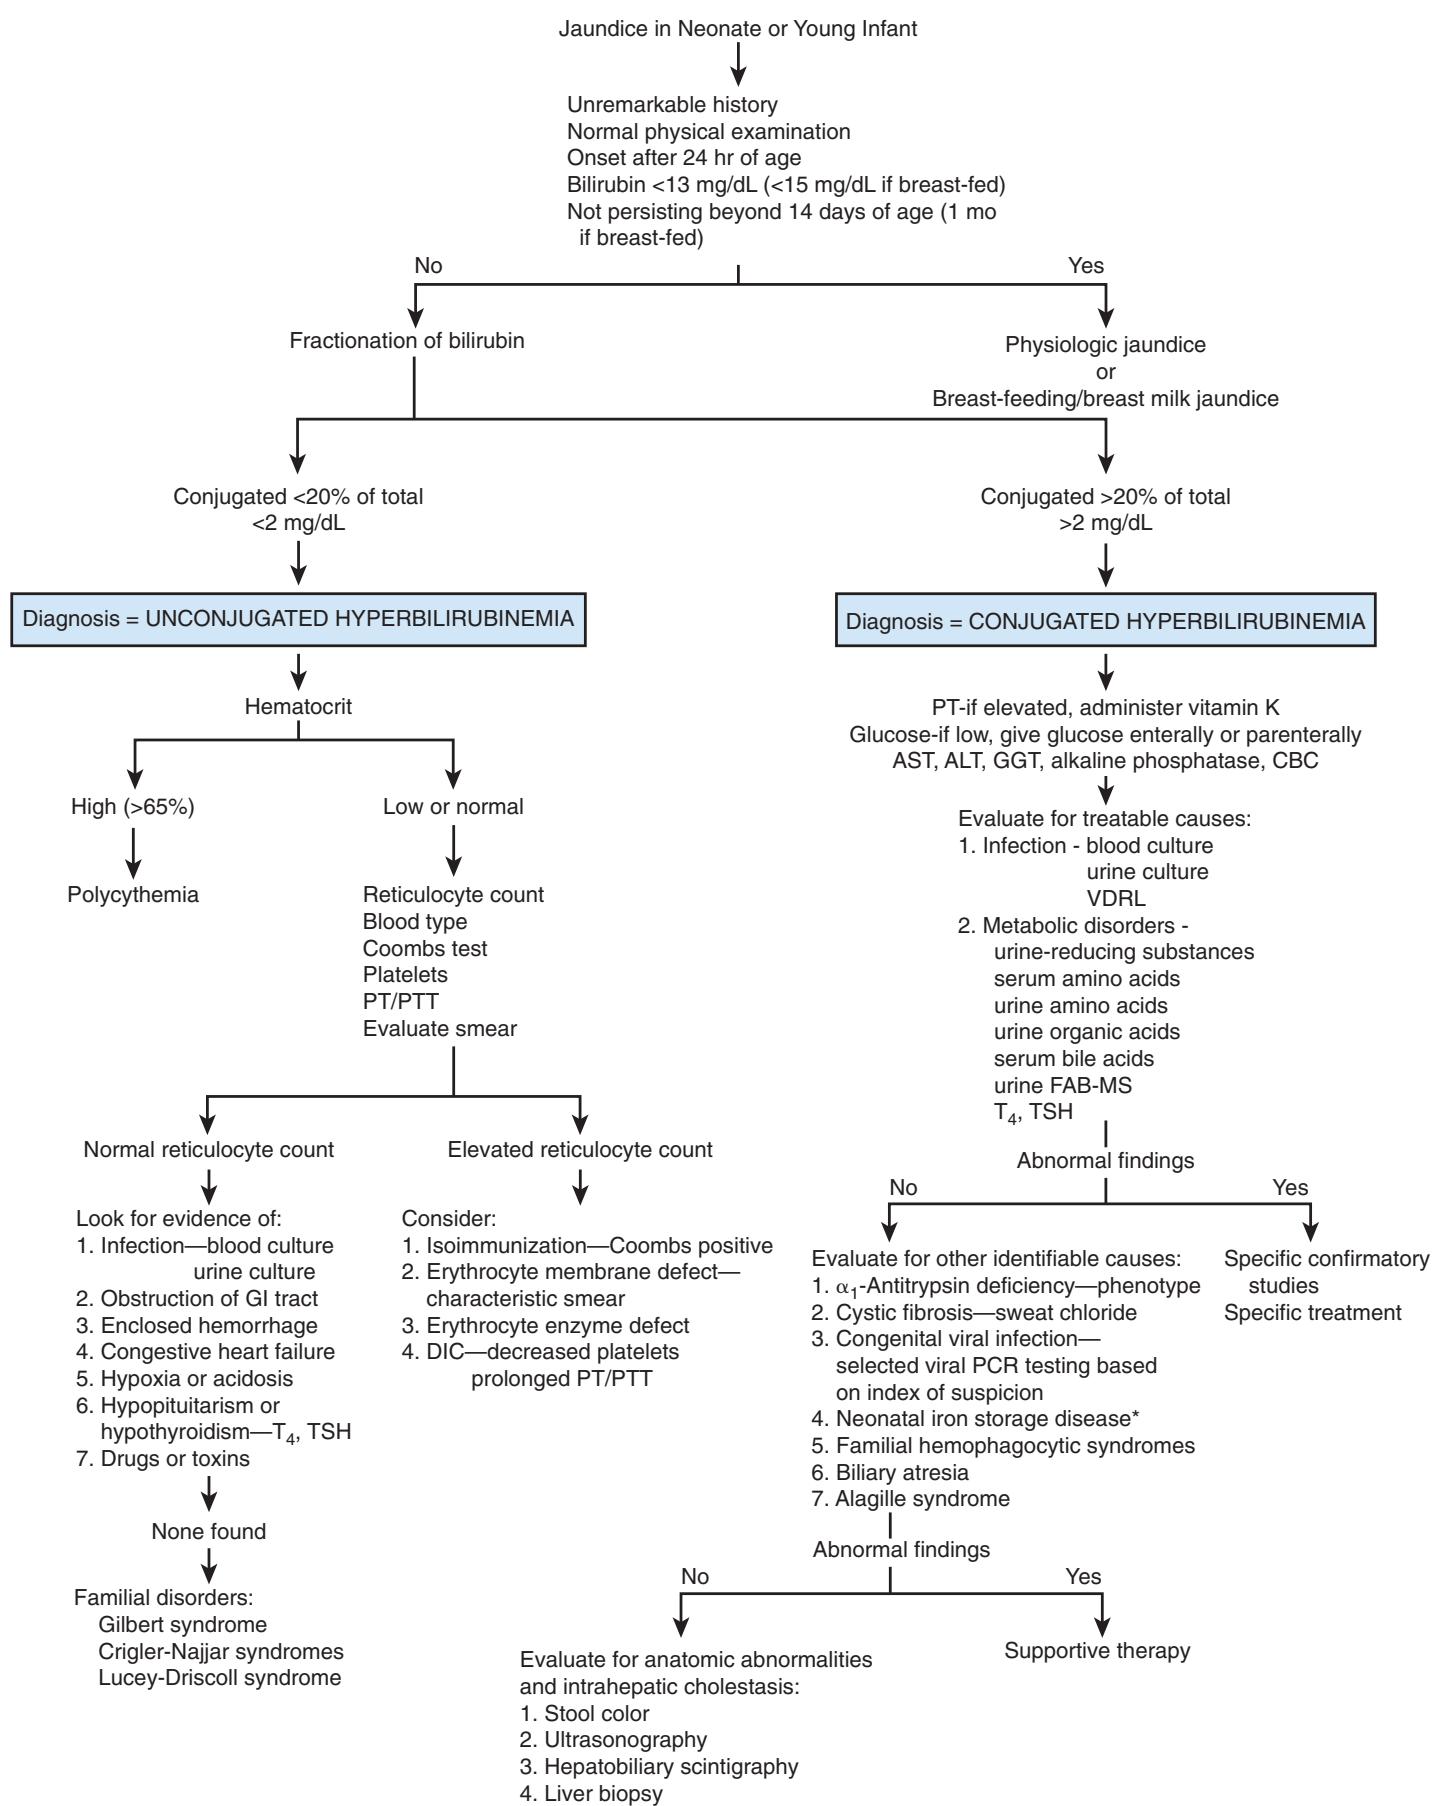 Jaundice in Neonate or Young Infant
Unremarkable history
Normal physical examination
Onset after 24 hr of age
Bilirubin <13 mg/dL (<15 mg/dL if breast-fed)
Not persisting beyond 14 days of age (1 mo
if breast-fed)
No
Yes
Fractionation of bilirubin
Physiologic jaundice
or
Breast-feeding/breast milk jaundice
Conjugated <20% of total
<2 mg/dL
Conjugated >20% of total
>2 mg/dL
Diagnosis = UNCONJUGATED HYPERBILIRUBINEMIA
Diagnosis = CONJUGATED HYPERBILIRUBINEMIA
Hematocrit
High (>65%)
Low or normal
Polycythemia
Reticulocyte count
Blood type
Coombs test
Platelets
PT/PTT
Evaluate smear
Normal reticulocyte count
Elevated reticulocyte count
Look for evidence of:
1. Infection—blood culture
urine culture
2. Obstruction of GI tract
3. Enclosed hemorrhage
4. Congestive heart failure
5. Hypoxia or acidosis
6. Hypopituitarism or
hypothyroidism—T4, TSH
7. Drugs or toxins
None found
Familial disorders:
Gilbert syndrome
Crigler-Najjar syndromes
Lucey-Driscoll syndrome
Consider:
1. Isoimmunization—Coombs positive
2. Erythrocyte membrane defect—
characteristic smear
3. Erythrocyte enzyme defect
4. DIC—decreased platelets
prolonged PT/PTT
PT-if elevated, administer vitamin K
Glucose-if low, give glucose enterally or parenterally
AST, ALT, GGT, alkaline phosphatase, CBC
Evaluate for treatable causes:
1. Infection - blood culture
urine culture
VDRL
2. Metabolic disorders -
urine-reducing substances
serum amino acids
urine amino acids
urine organic acids
serum bile acids
urine FAB-MS
T4, TSH
Abnormal findings
No
Yes
Evaluate for other identifiable causes:
1. α1-Antitrypsin deficiency—phenotype
2. Cystic fibrosis—sweat chloride
3. Congenital viral infection—
selected viral PCR testing based
on index of suspicion
4. Neonatal iron storage disease*
5. Familial hemophagocytic syndromes
6. Biliary atresia
7. Alagille syndrome
Specific confirmatory
studies
Specific treatment
Abnormal findings
No
Yes
Evaluate for anatomic abnormalities
and intrahepatic cholestasis:
1. Stool color
2. Ultrasonography
3. Hepatobiliary scintigraphy
4. Liver biopsy
Supportive therapy